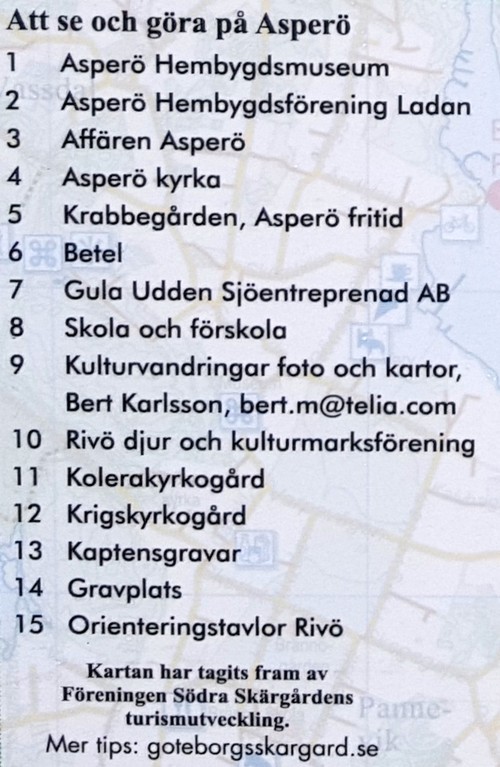 Att se och göra på Asperö
1 Asperö Hembygdsmuseum
2 Asperö Hembygdsförening Ladan
3 Affären Asperö
4 Asperö kyrka
5 Krabbegården, Asperö fritid
6 Betel
7 Gula Udden Sjöentreprenad AB
8 Skola och förskola
9 Kulturvandringar foto och kartor,
Bert Karlsson, bert.m@telia.com
10 Rivö djur och kulturmarksförening
11 Kolerakyrkogård
12 Krigskyrkogård
13 Kaptensgravar
14 Gravplats
15 Orienteringstavlor Rivö
Kartan har tagits fram av
Föreningen Södra Skärgårdens
turismutveckling.
Mer tips: goteborgsskargard.se